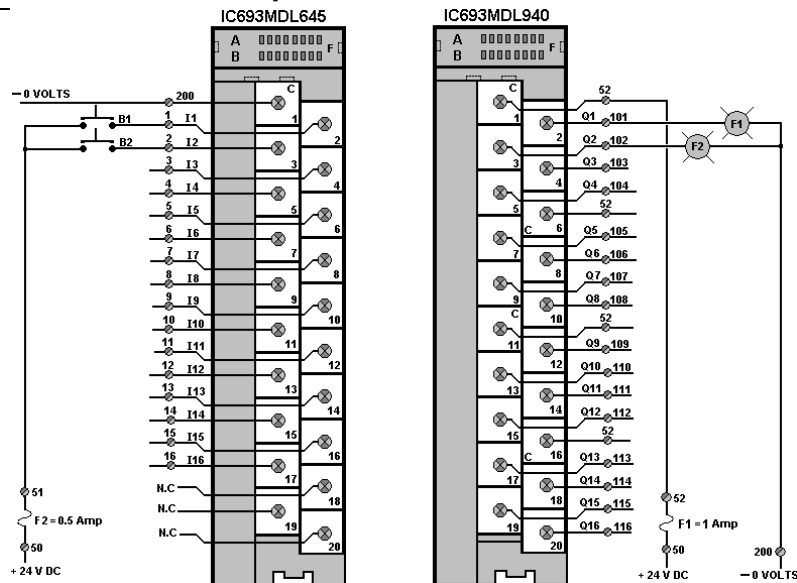 IC693MDL645
IC693MDL940
A
B
F
A
B
F
− 0 VOLTS
200
C
1
1 I1
B1
2
2 I2
B2
3
3 I3
4
4 I4
5
5 I5
6
6 I6
7
7 I7
8
8 I8
9
9 I9
10
10 I10
11
11 I11
12
12 I12
13
13 I13
14
14 I14
15
15 I15
16
16 I16
17
N.C
18
N.C
19
N.C
20
51
F2 = 0.5 Amp
50
+ 24 V DC
C
52
1
Q1 101
F1
2
Q2 102
F2
3
Q3 103
4
Q4 104
5
52
6
C
Q5 105
7
Q6 106
8
Q7 107
9
Q8 108
10
C
52
11
Q9 109
12
Q10 110
13
Q11 111
14
Q12 112
15
52
16
C
Q13 113
17
Q14 114
18
Q15 115
19
Q16 116
20
52
F1 = 1 Amp
50
+ 24 V DC
200
− 0 VOLTS